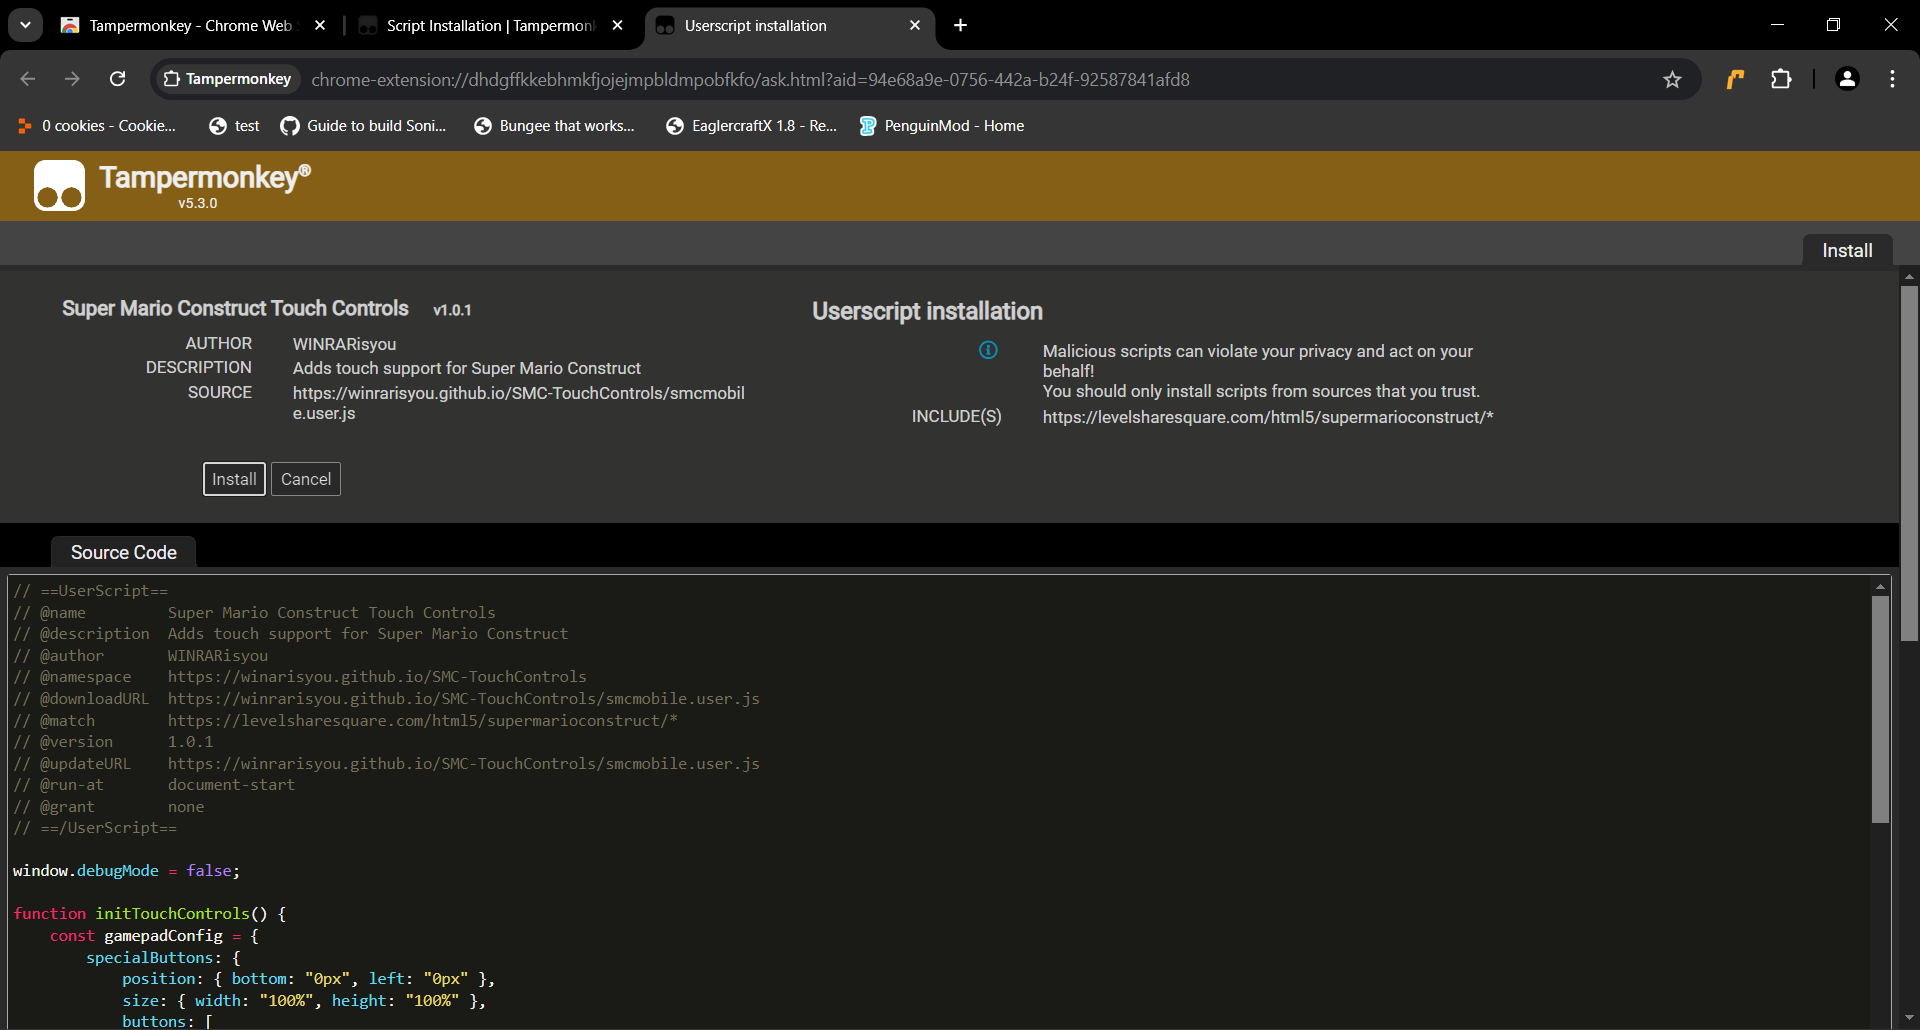 Tampermonkey - Chrome Web
Script Installation | Tampermonk
Userscript installation
Tampermonkey
chrome-extension://dhdgffkkebhmkfjojejmpbldmpobfkfo/ask.html?aid=94e68a9e-0756-442a-b24f-92587841afd8
0 cookies - Cookie...
test
Guide to build Soni...
Bungee that works...
EaglercraftX 1.8 - Re...
PenguinMod - Home
Tampermonkey®
v5.3.0
Install
Super Mario Construct Touch Controls v1.0.1
AUTHOR WINRARisyou
DESCRIPTION Adds touch support for Super Mario Construct
SOURCE https://winrarisyou.github.io/SMC-TouchControls/smcmobil
e.user.js
Install
Cancel
Userscript installation
Malicious scripts can violate your privacy and act on your
behalf!
You should only install scripts from sources that you trust.
INCLUDE(S) https://levelsharesquare.com/html5/supermarioconstruct/*
Source Code
// ==UserScript==
// @name Super Mario Construct Touch Controls
// @description Adds touch support for Super Mario Construct
// @author WINRARisyou
// @namespace https://winarisyou.github.io/SMC-TouchControls
// @downloadURL https://winrarisyou.github.io/SMC-TouchControls/smcmobile.user.js
// @match https://levelsharesquare.com/html5/supermarioconstruct/*
// @version 1.0.1
// @updateURL https://winrarisyou.github.io/SMC-TouchControls/smcmobile.user.js
// @run-at document-start
// @grant none
// ==/UserScript==
window.debugMode = false;
function initTouchControls() {
const gamepadConfig = {
specialButtons: {
position: { bottom: "0px", left: "0px" },
size: { width: "100%", height: "100%" },
buttons: [